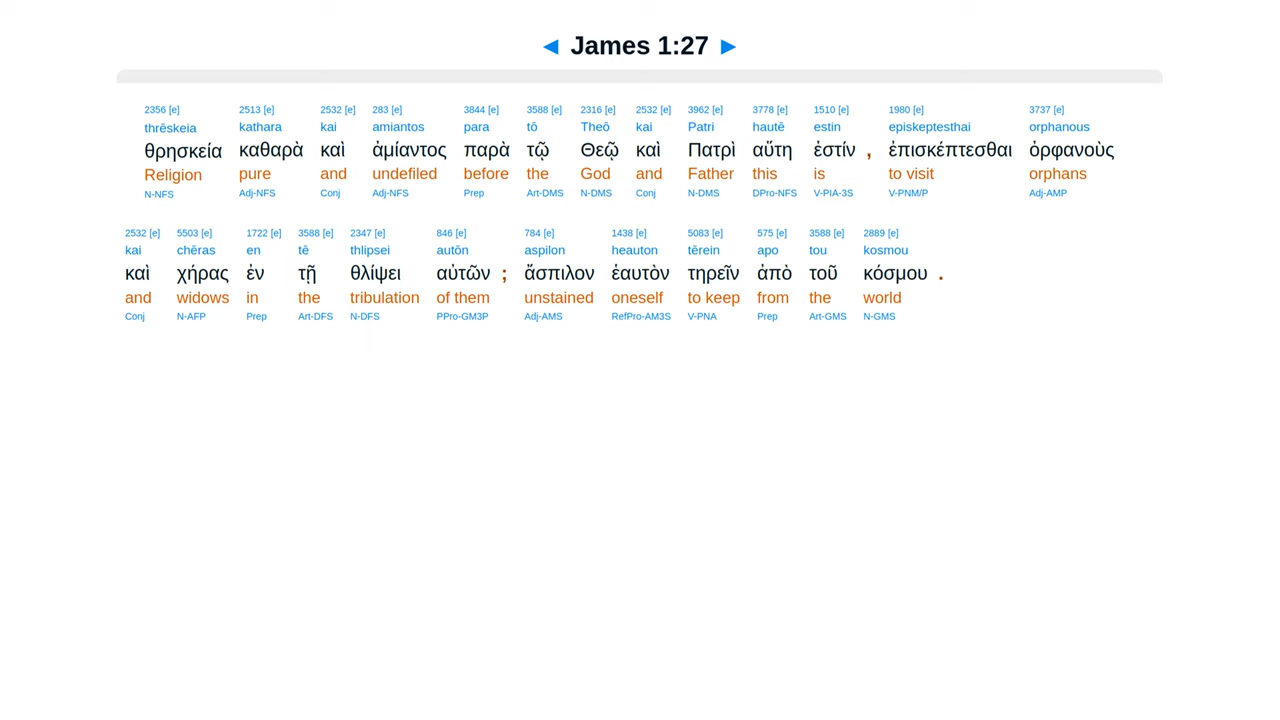 ◄ James 1:27 ►
2356 [e] 2513 [e] 2532 [e] 283 [e] 3844 [e] 3588 [e] 2316 [e] 2532 [e] 3962 [e] 3778 [e] 1510 [e] 1980 [e] 3737 [e]
thrēskeia kathara kai amiantos para tō Theō kai Patri hautē estin episkeptesthai orphanous
θρησκεία καθαρὰ καὶ ἀμίαντος παρὰ τῷ Θεῷ καὶ Πατρὶ αὕτη ἐστίν , ἐπισκέπτεσθαι ὀρφανοὺς
Religion pure and undefiled before the God and Father this is to visit orphans
N-NFS Adj-NFS Conj Adj-NFS Prep Art-DMS N-DMS Conj N-DMS DPro-NFS V-PIA-3S V-PNM/P Adj-AMP
2532 [e] 5503 [e] 1722 [e] 3588 [e] 2347 [e] 846 [e] 784 [e] 1438 [e] 5083 [e] 575 [e] 3588 [e] 2889 [e]
kai chēras en tē thlipsei autōn aspilon heauton tērein apo tou kosmou
καὶ χήρας ἐν τῇ θλίψει αὐτῶν ; ἄσπιλον ἑαυτὸν τηρεῖν ἀπὸ τοῦ κόσμου .
and widows in the tribulation of them unstained oneself to keep from the world
Conj N-AFP Prep Art-DFS N-DFS PPro-GM3P Adj-AMS RefPro-AM3S V-PNA Prep Art-GMS N-GMS